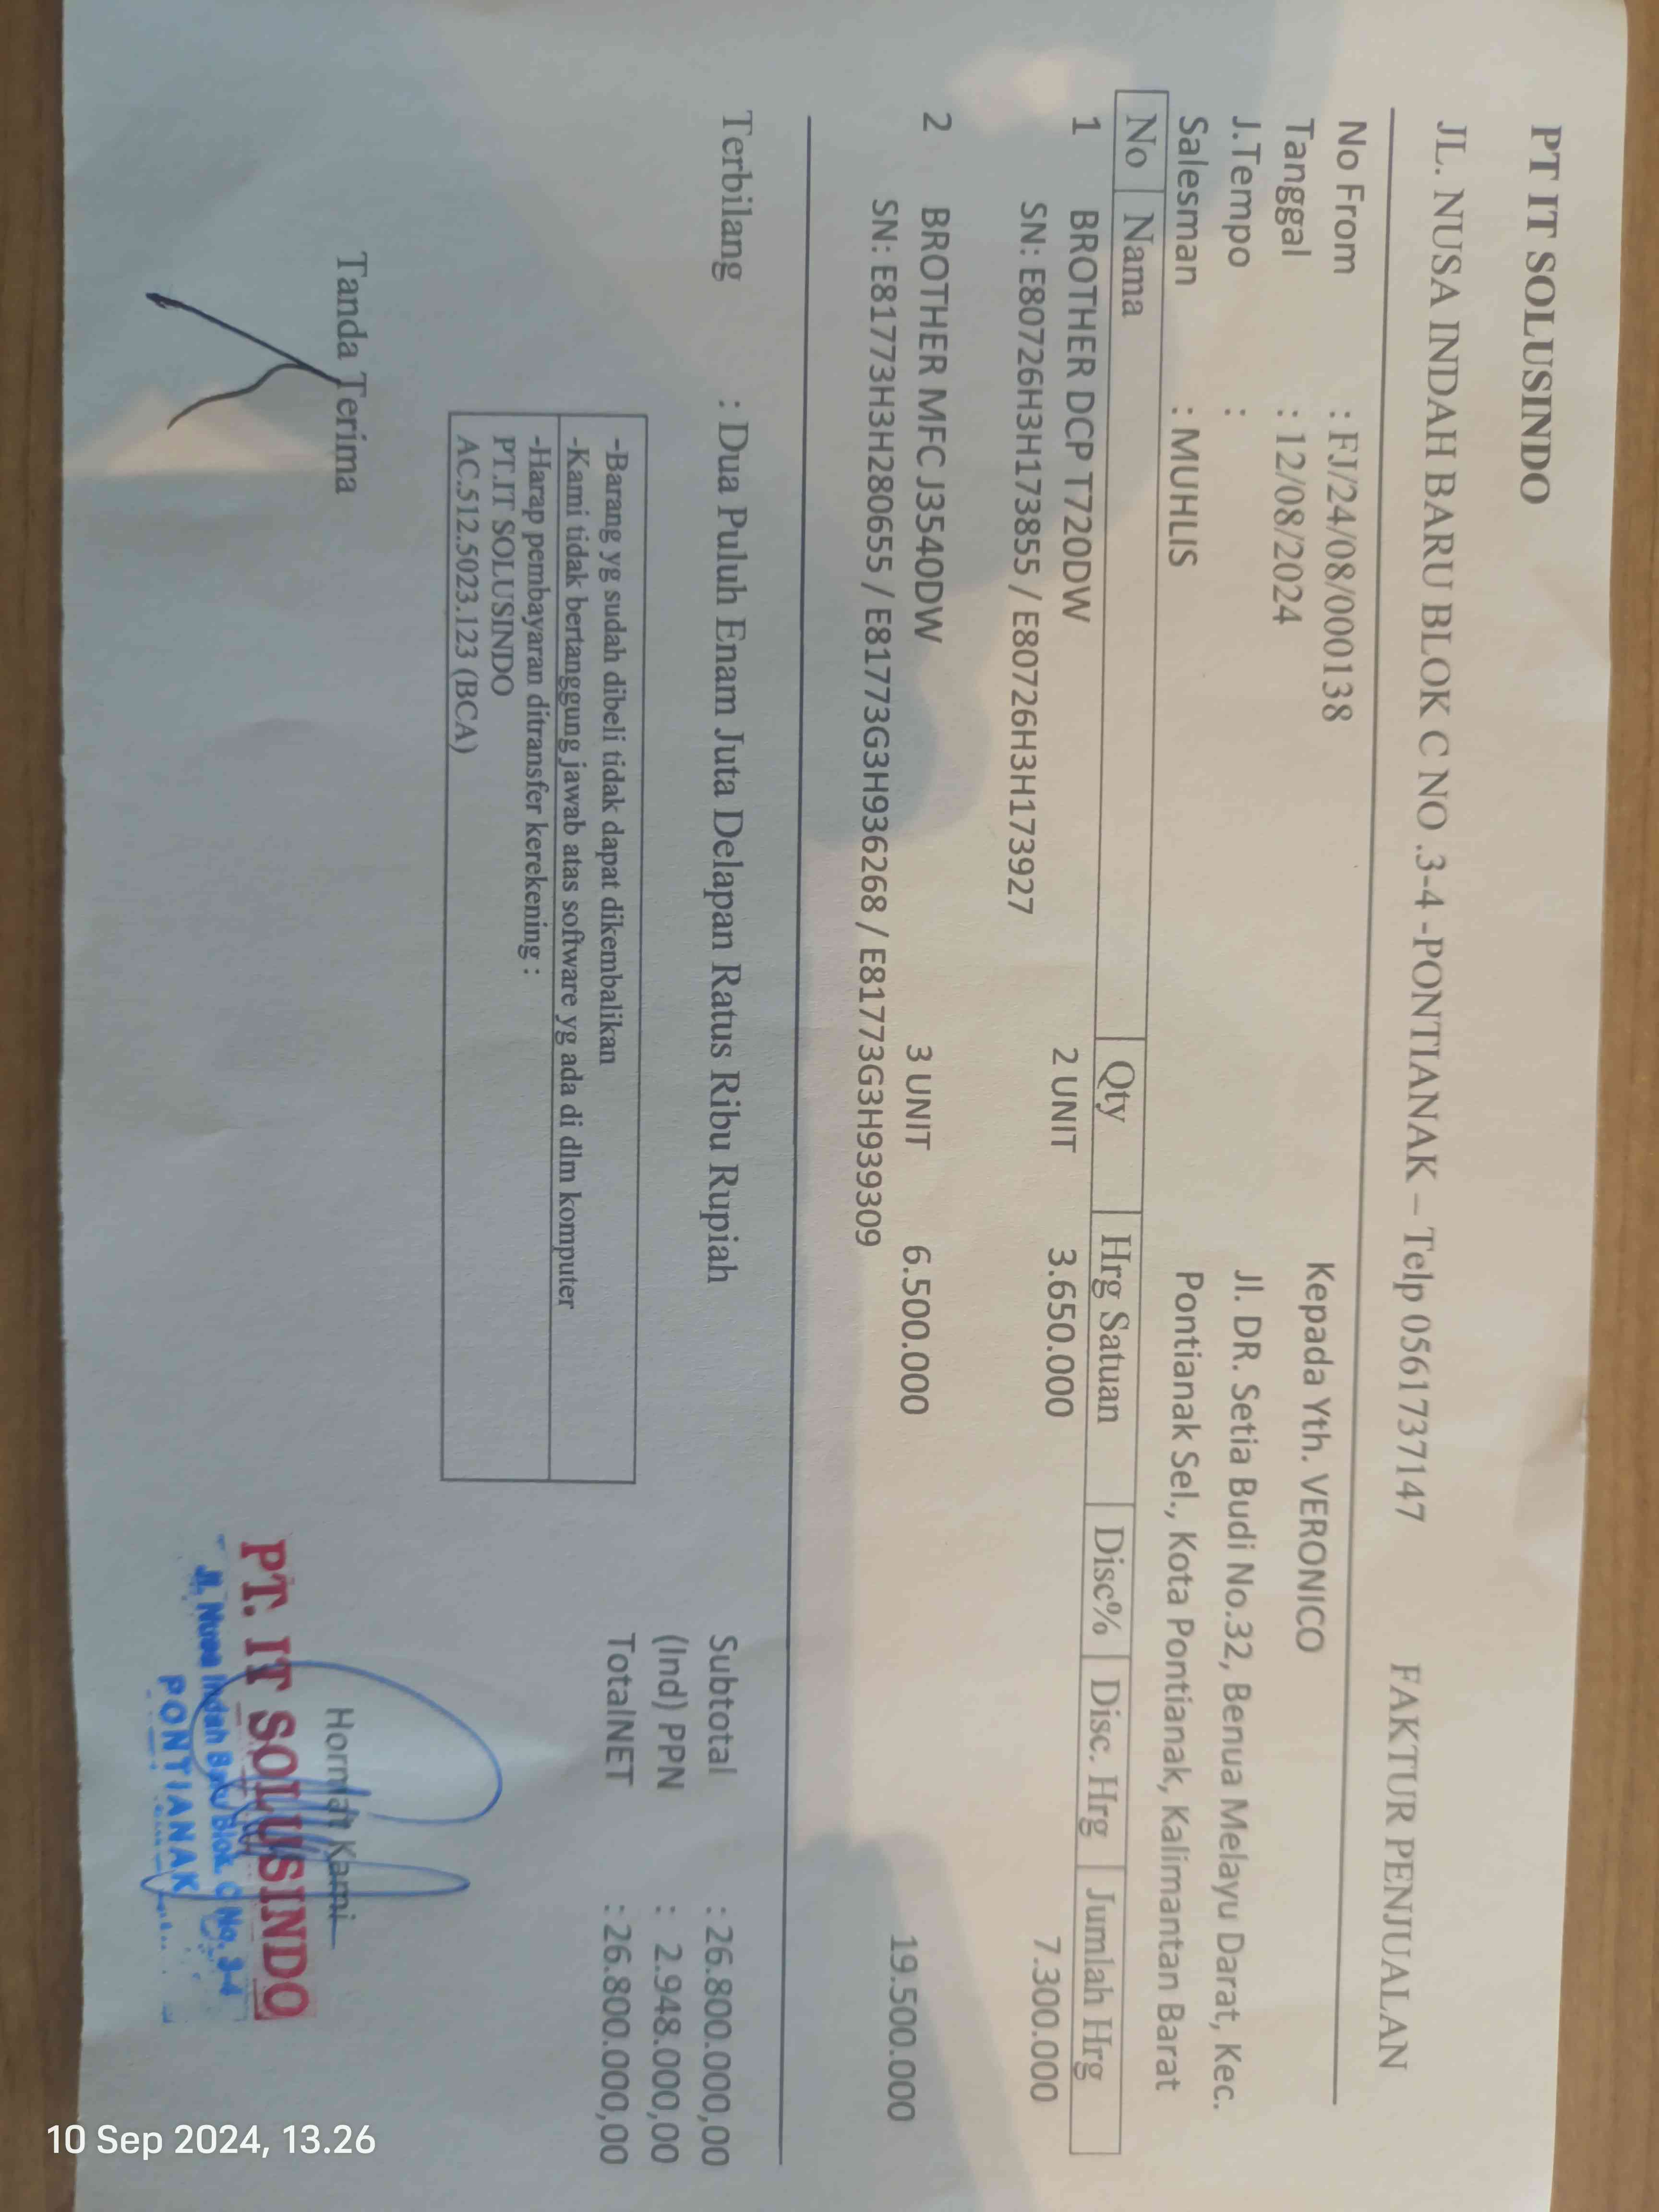 PT IT SOLUSINDO
JL. NUSA INDAH BARU BLOK C NO .3-4 -PONTIANAK – Telp 0561737147 FAKTUR PENJUALAN
No From : FJ/24/08/000138 Kepada Yth. VERONICO
Tanggal : 12/08/2024
J.Tempo : Jl. DR. Setia Budi No.32, Benua Melayu Darat, Kec.
Salesman : MUHLIS Pontianak Sel., Kota Pontianak, Kalimantan Barat
No Nama Qty Hrg Satuan Disc% Disc. Hrg Jumlah Hrg
1 BROTHER DCP T720DW 2 UNIT 3.650.000 7.300.000
SN: E80726H3H173855 / E80726H3H173927
2 BROTHER MFC J3540DW 3 UNIT 6.500.000 19.500.000
SN: E81773H3H280655 / E81773G3H936268 / E81773G3H939309
Terbilang : Dua Puluh Enam Juta Delapan Ratus Ribu Rupiah Subtotal : 26.800.000,00
(Ind) PPN : 2.948.000,00
TotalNET : 26.800.000,00
-Barang yg sudah dibeli tidak dapat dikembalikan
-Kami tidak bertanggung jawab atas software yg ada di dlm komputer
-Harap pembayaran ditransfer kerekening :
PT.IT SOLUSINDO
AC.512.5023.123 (BCA)
Tanda Terima Hormat Kami
PT. IT SOLUSINDO
Jl. Nusa Indah Baru Blok. C No. 3-4
PONTIANAK
10 Sep 2024, 13.26